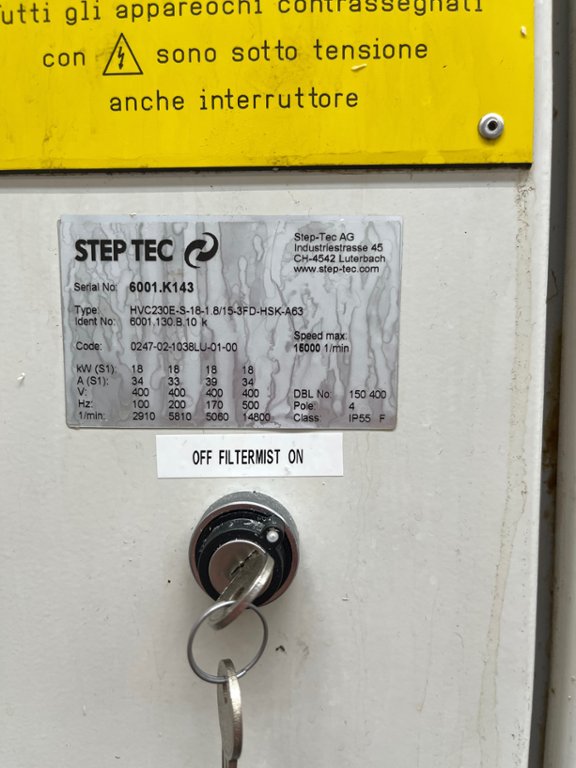 tutti gli appareochi contrassegnati
con sono sotto tensione
anche interruttore
STEP TEC
Step-Tec AG
Industriestrasse 45
CH-4542 Luterbach
www.step-tec.com
Serial No: 6001.K143
Type: HVC230E-S-18-1.8/15-3FD-HSK-A63
Ident No: 6001.130.B.10 k
Speed max:
Code: 0247-02-1038LU-01-00 15000 1/min
kW (S1): 18 18 18 18
A (S1): 34 33 39 34 DBL No: 150 400
V: 400 400 400 400 Pole: 4
Hz: 100 200 170 500 Class: IP55 F
1/min: 2910 5810 5060 14800
OFF FILTERMIST ON